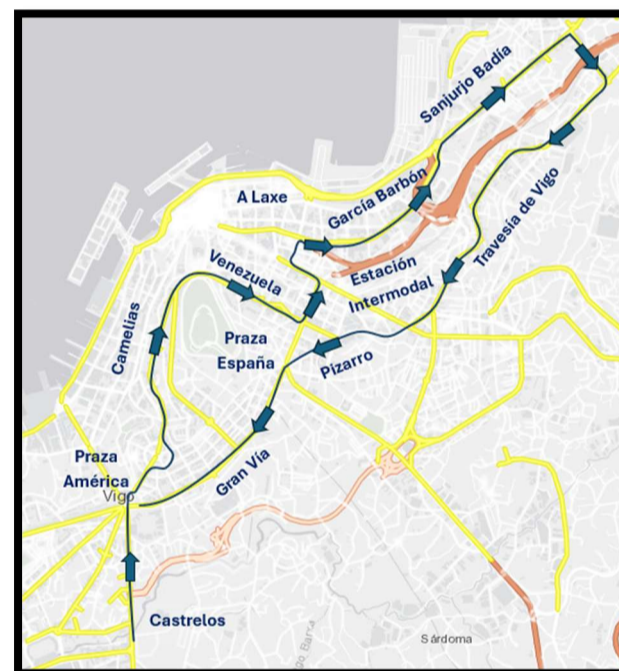 Sanjurjo Badía
A Laxe
García Barbón
Travesía de Vigo
Venezuela
Estación
Intermodal
Camelias
Praza
España
Pizarro
Praza
América
Vigo
Gran Vía
Castrelos
Sárdoma